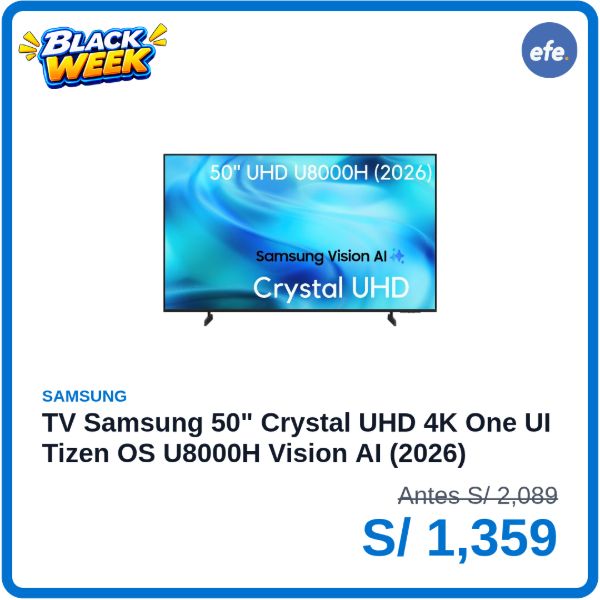 BLACK
WEEK
efe.
50" UHD U8000H (2026)
Samsung Vision AI
Crystal UHD
SAMSUNG
TV Samsung 50" Crystal UHD 4K One UI
Tizen OS U8000H Vision AI (2026)
Antes S/ 2,089
S/ 1,359